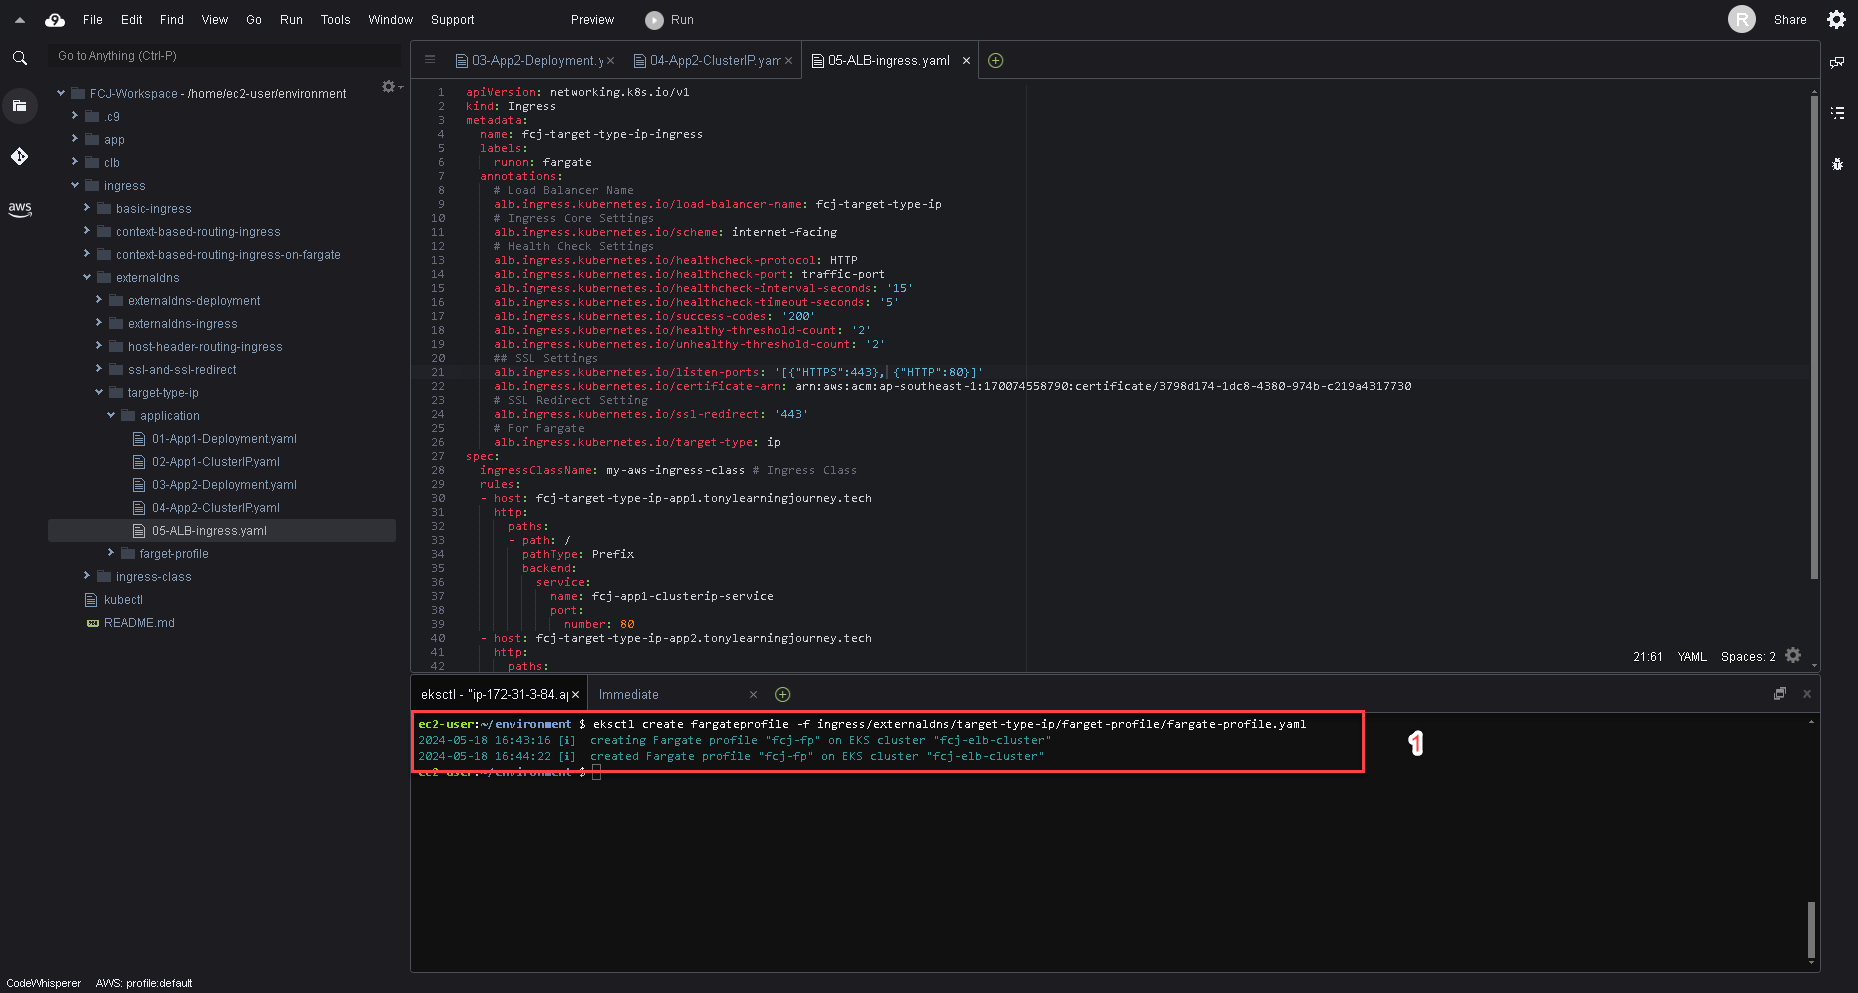 File Edit Find View Go Run Tools Window Support Preview Run R Share
Go to Anything (Ctrl-P)
FCJ-Workspace - /home/ec2-user/environment
.c9
app
clb
ingress
basic-ingress
context-based-routing-ingress
context-based-routing-ingress-on-fargate
externaldns
externaldns-deployment
externaldns-ingress
host-header-routing-ingress
ssl-and-ssl-redirect
target-type-ip
application
01-App1-Deployment.yaml
02-App1-ClusterIP.yaml
03-App2-Deployment.yaml
04-App2-ClusterIP.yaml
05-ALB-ingress.yaml
farget-profile
ingress-class
kubectl
README.md
aws
03-App2-Deployment.y 04-App2-ClusterIP.yam 05-ALB-ingress.yaml
1 apiVersion: networking.k8s.io/v1
2 kind: Ingress
3 metadata:
4 name: fcj-target-type-ip-ingress
5 labels:
6 runon: fargate
7 annotations:
8 # Load Balancer Name
9 alb.ingress.kubernetes.io/load-balancer-name: fcj-target-type-ip
10 # Ingress Core Settings
11 alb.ingress.kubernetes.io/scheme: internet-facing
12 # Health Check Settings
13 alb.ingress.kubernetes.io/healthcheck-protocol: HTTP
14 alb.ingress.kubernetes.io/healthcheck-port: traffic-port
15 alb.ingress.kubernetes.io/healthcheck-interval-seconds: '15'
16 alb.ingress.kubernetes.io/healthcheck-timeout-seconds: '5'
17 alb.ingress.kubernetes.io/success-codes: '200'
18 alb.ingress.kubernetes.io/healthy-threshold-count: '2'
19 alb.ingress.kubernetes.io/unhealthy-threshold-count: '2'
20 ## SSL Settings
21 alb.ingress.kubernetes.io/listen-ports: '[{"HTTPS":443}, {"HTTP":80}]'
22 alb.ingress.kubernetes.io/certificate-arn: arn:aws:acm:ap-southeast-1:170074558790:certificate/3798d174-1dc8-4380-974b-c219a4317730
23 # SSL Redirect Setting
24 alb.ingress.kubernetes.io/ssl-redirect: '443'
25 # For Fargate
26 alb.ingress.kubernetes.io/target-type: ip
27 spec:
28 ingressClassName: my-aws-ingress-class # Ingress Class
29 rules:
30 - host: fcj-target-type-ip-app1.tonylearningjourney.tech
31 http:
32 paths:
33 - path: /
34 pathType: Prefix
35 backend:
36 service:
37 name: fcj-app1-clusterip-service
38 port:
39 number: 80
40 - host: fcj-target-type-ip-app2.tonylearningjourney.tech
41 http:
42 paths:
21:61 YAML Spaces: 2
eksctl - "ip-172-31-3-84.ap Immediate
ec2-user:~/environment $ eksctl create fargateprofile -f ingress/externaldns/target-type-ip/farget-profile/fargate-profile.yaml
2024-05-18 16:43:16 [i] creating Fargate profile "fcj-fp" on EKS cluster "fcj-elb-cluster"
2024-05-18 16:44:22 [i] created Fargate profile "fcj-fp" on EKS cluster "fcj-elb-cluster"
ec2-user:~/environment $
1
CodeWhisperer AWS: profile:default